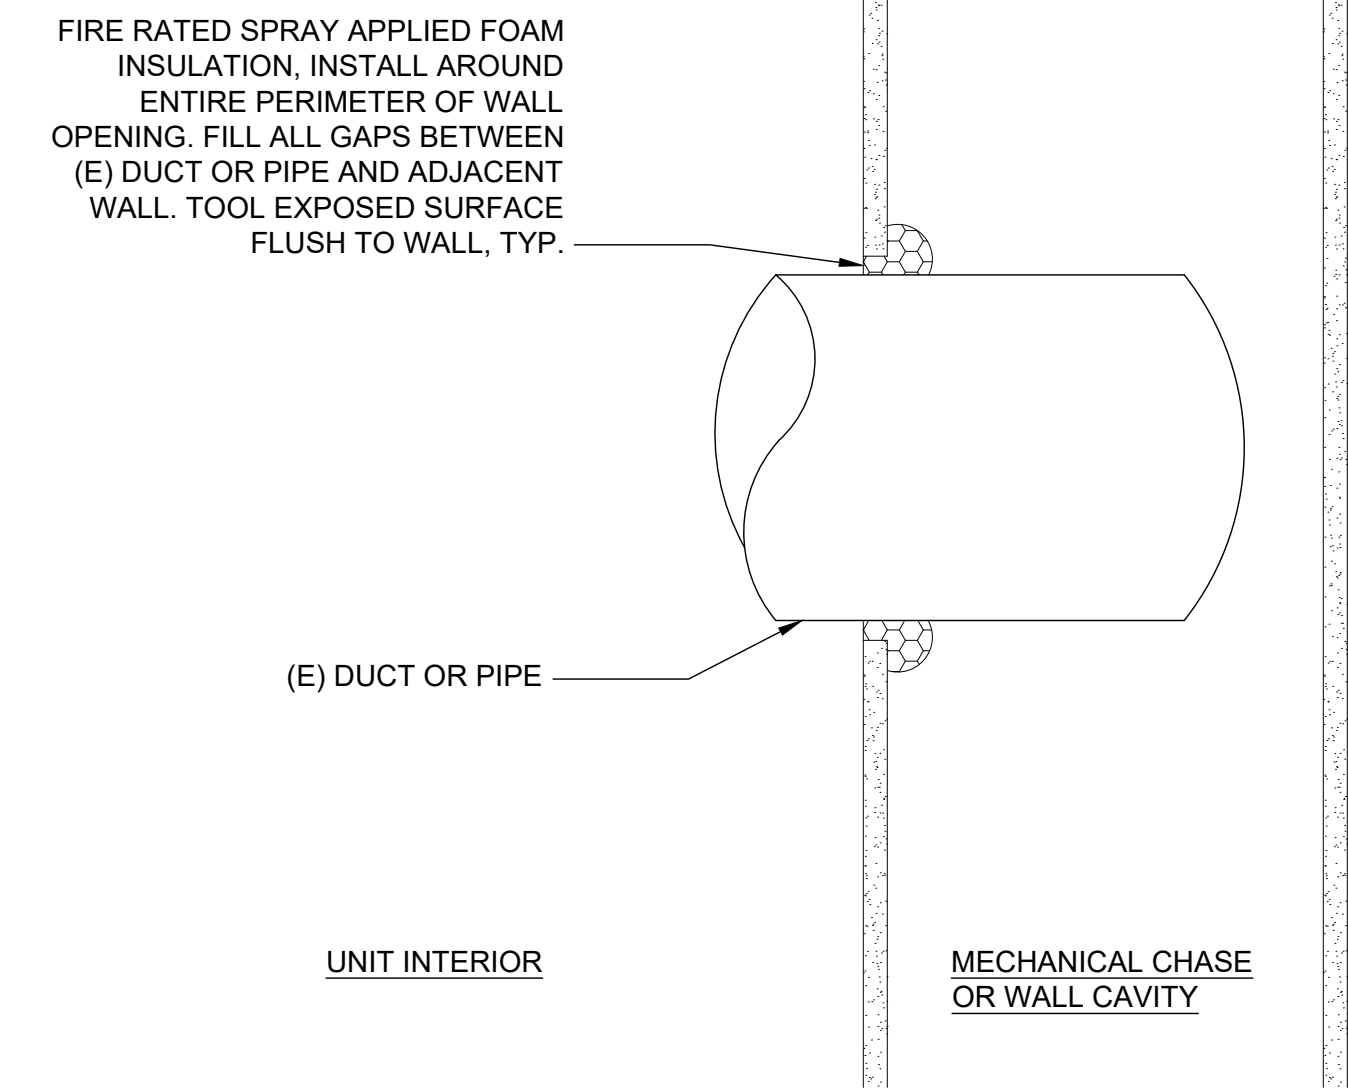 FIRE RATED SPRAY APPLIED FOAM
INSULATION, INSTALL AROUND
ENTIRE PERIMETER OF WALL
OPENING. FILL ALL GAPS BETWEEN
(E) DUCT OR PIPE AND ADJACENT
WALL. TOOL EXPOSED SURFACE
FLUSH TO WALL, TYP.
(E) DUCT OR PIPE
UNIT INTERIOR
MECHANICAL CHASE
OR WALL CAVITY